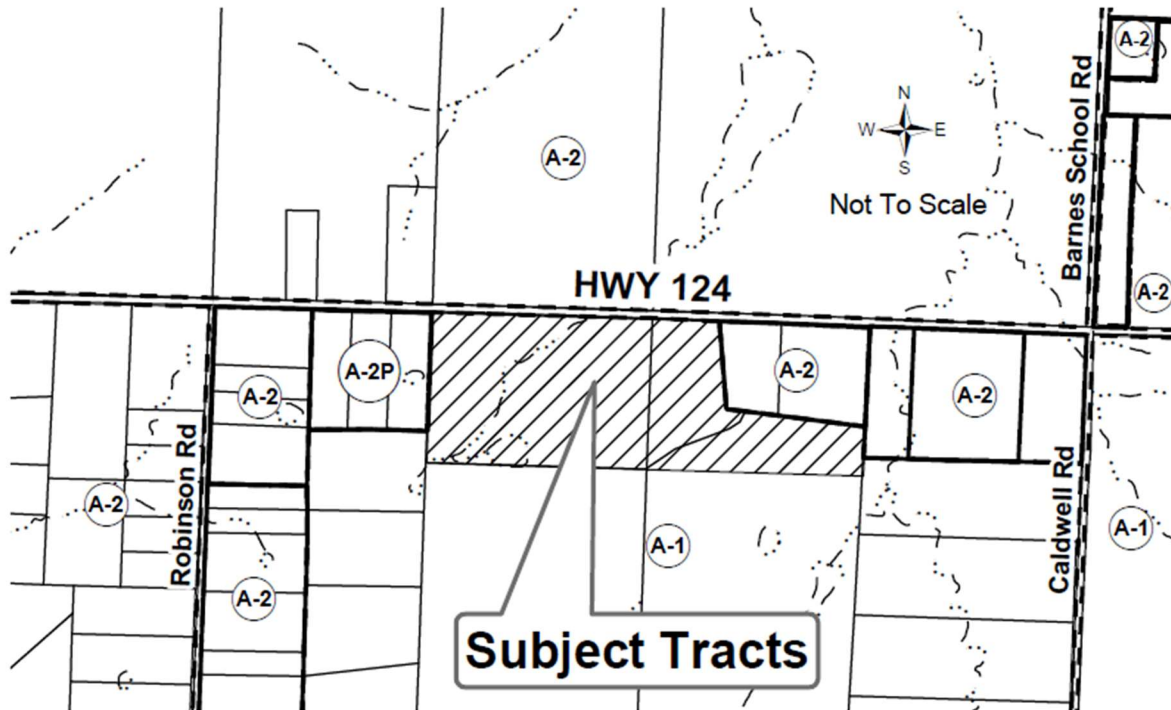 A-2
N
W E
S
A-2
Not To Scale
Barnes School Rd
HWY 124
A-2
A-2P
A-2
A-2
A-2
Robinson Rd
A-2
Caldwell Rd
A-1
A-1
A-2
Subject Tracts